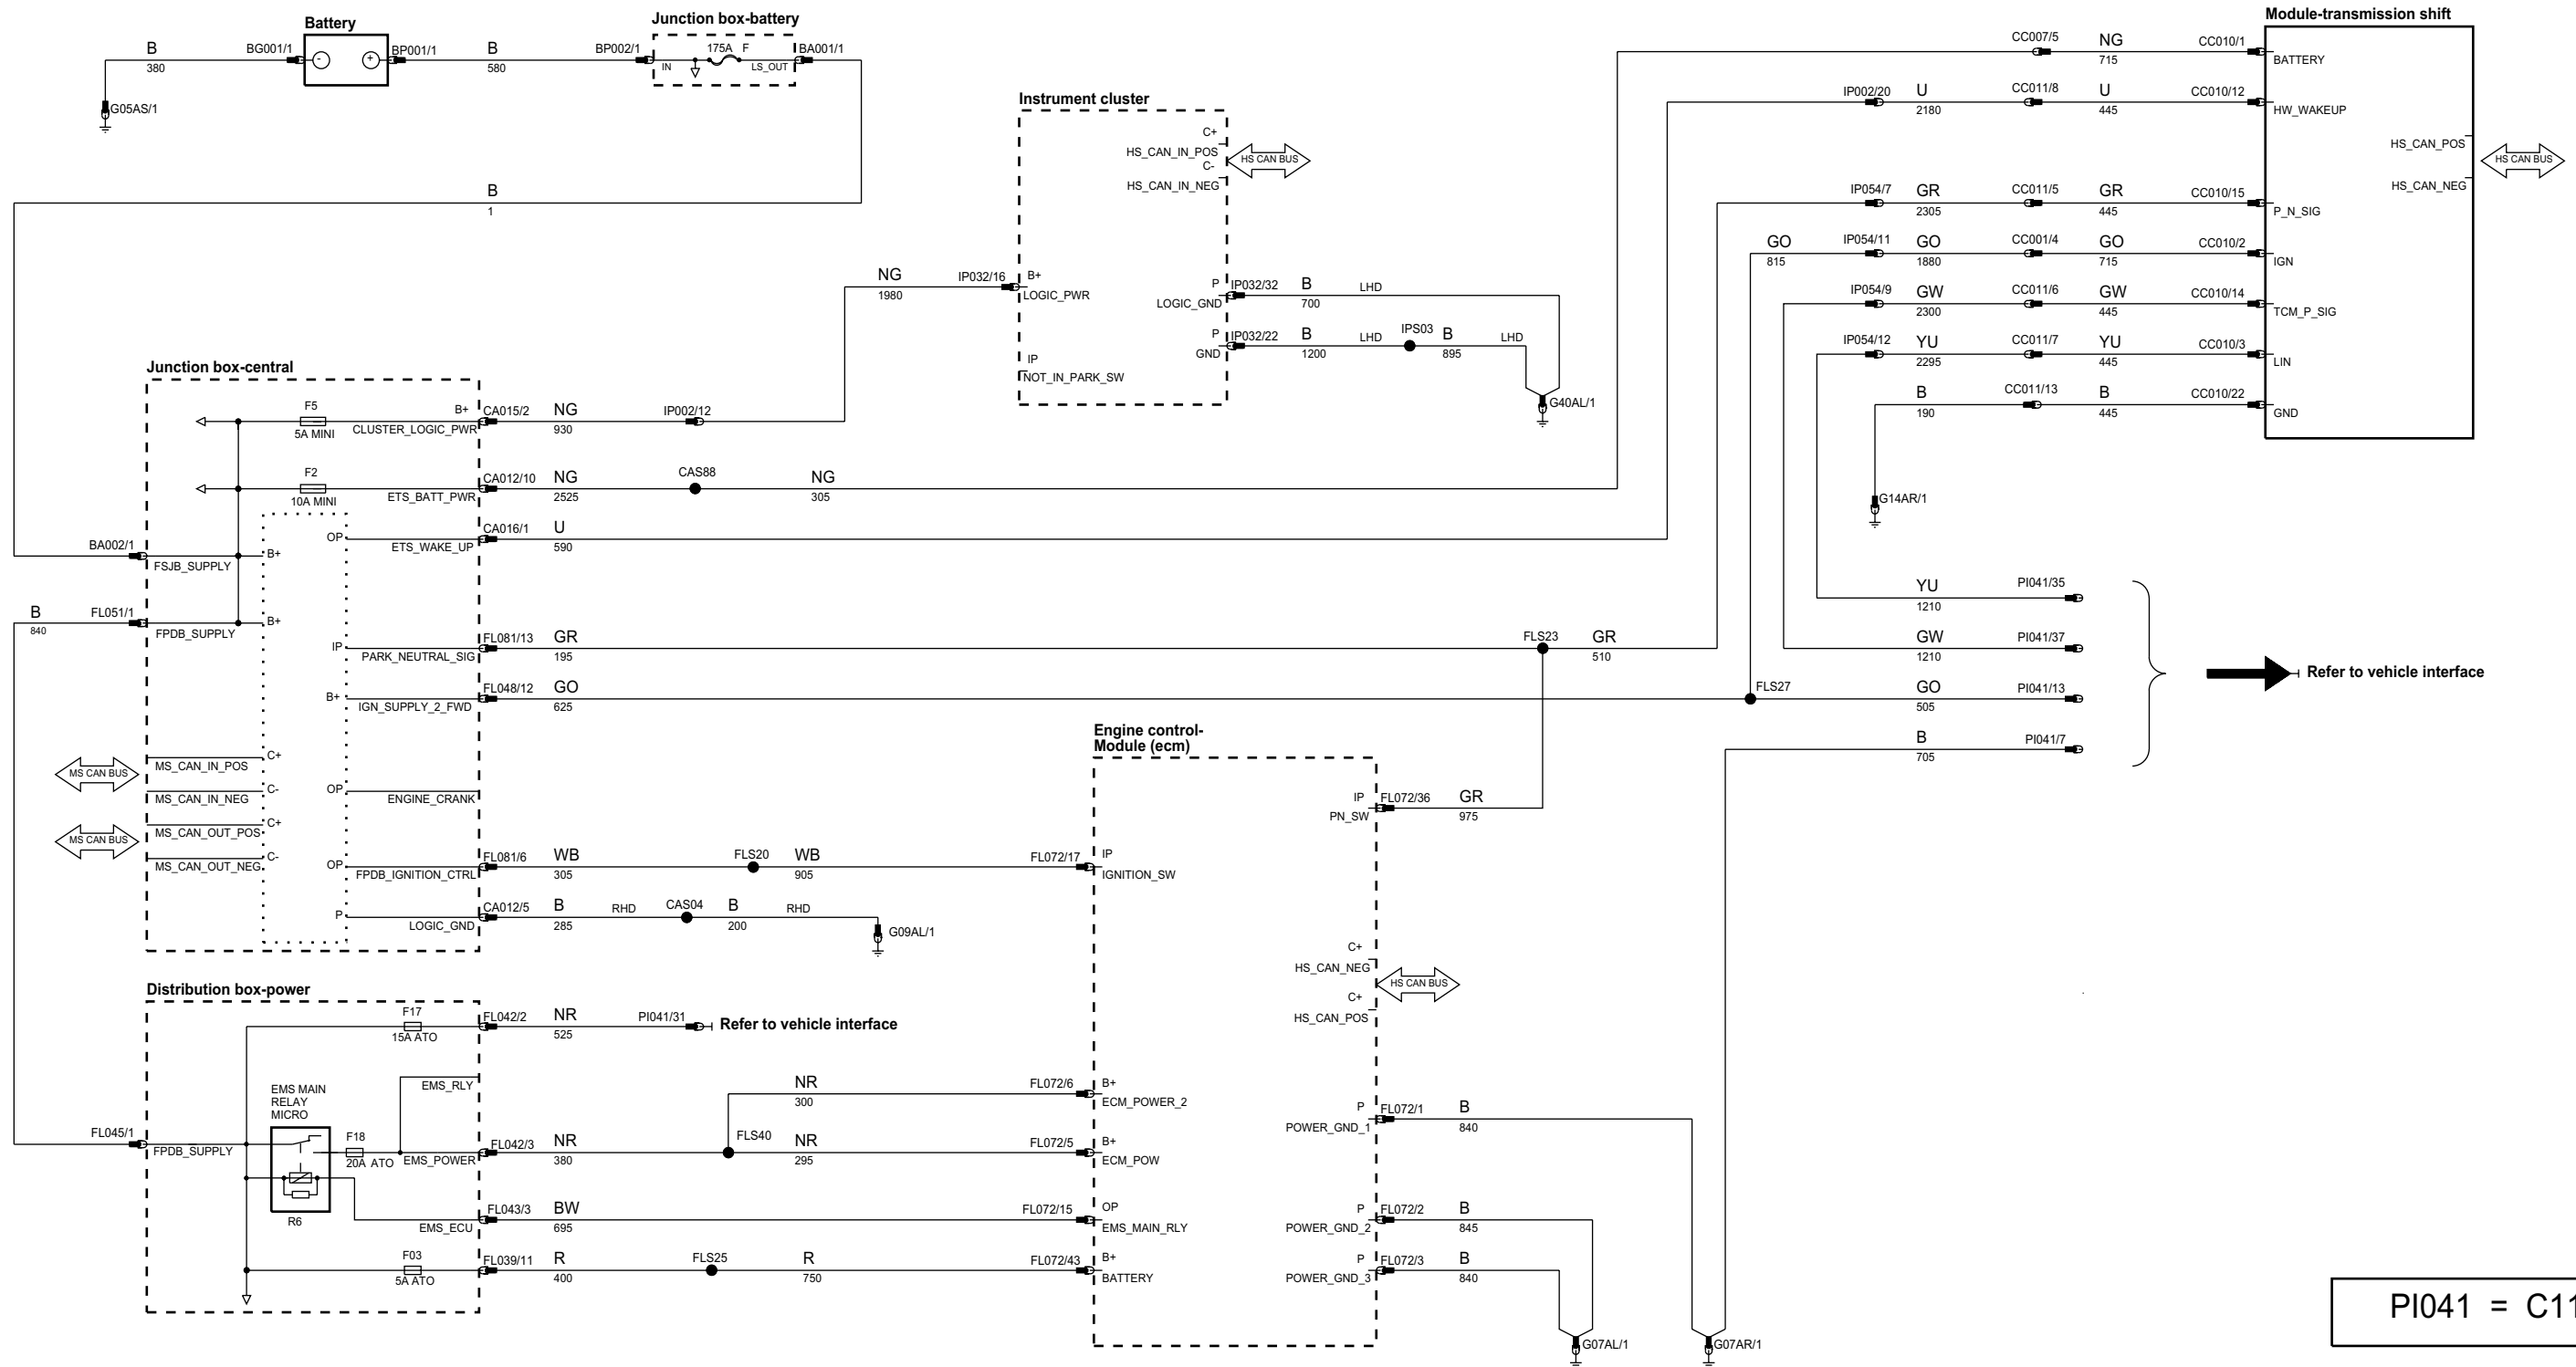 Battery
B
380
BG001/1
-
+
BP001/1
B
580
G05AS/1
Junction box-battery
BP002/1
175A F
BA001/1
IN
LS_OUT
B
1
Instrument cluster
C+
HS_CAN_IN_POS
C-
HS_CAN_IN_NEG
HS CAN BUS
NG
1980
IP032/16
B+
LOGIC_PWR
P
LOGIC_GND
IP032/32
B
700
LHD
P
GND
IP032/22
B
1200
LHD
IPS03
B
895
LHD
IP
NOT_IN_PARK_SW
G40AL/1
Module-transmission shift
CC007/5
NG
715
CC010/1
BATTERY
IP002/20
U
2180
CC011/8
U
445
CC010/12
HW_WAKEUP
HS_CAN_POS
HS_CAN_NEG
HS CAN BUS
IP054/7
GR
2305
CC011/5
GR
445
CC010/15
P_N_SIG
GO
815
IP054/11
GO
1880
CC001/4
GO
715
CC010/2
IGN
IP054/9
GW
2300
CC011/6
GW
445
CC010/14
TCM_P_SIG
IP054/12
YU
2295
CC011/7
YU
445
CC010/3
LIN
B
190
CC011/13
B
445
CC010/22
GND
G14AR/1
Junction box-central
F5
5A MINI
B+
CLUSTER_LOGIC_PWR
CA015/2
NG
930
IP002/12
F2
10A MINI
ETS_BATT_PWR
CA012/10
NG
2525
CAS88
NG
305
OP
ETS_WAKE_UP
CA016/1
U
590
BA002/1
FSJB_SUPPLY
B+
B
840
FL051/1
FPDB_SUPPLY
B+
IP
PARK_NEUTRAL_SIG
FL081/13
GR
195
FLS23
GR
510
B+
IGN_SUPPLY_2_FWD
FL048/12
GO
625
FLS27
YU
1210
PI041/35
GW
1210
PI041/37
GO
505
PI041/13
B
705
PI041/7
Refer to vehicle interface
MS CAN BUS
MS_CAN_IN_POS
C+
MS_CAN_IN_NEG
C-
MS CAN BUS
MS_CAN_OUT_POS
C+
MS_CAN_OUT_NEG
C-
OP
ENGINE_CRANK
OP
FPDB_IGNITION_CTRL
FL081/6
WB
305
FLS20
WB
905
FL072/17
P
LOGIC_GND
CA012/5
B
285
RHD
CAS04
B
200
RHD
G09AL/1
Engine control-
Module (ecm)
IP
PN_SW
FL072/36
GR
975
IP
IGNITION_SW
C+
HS_CAN_NEG
C+
HS_CAN_POS
HS CAN BUS
Distribution box-power
F17
15A ATO
FL042/2
NR
525
PI041/31
Refer to vehicle interface
EMS_RLY
EMS MAIN
RELAY
MICRO
R6
FL045/1
FPDB_SUPPLY
F18
20A ATO
EMS_POWER
FL042/3
NR
380
FLS40
NR
300
FL072/6
B+
ECM_POWER_2
NR
295
FL072/5
B+
ECM_POW
EMS_ECU
FL043/3
BW
695
FL072/15
OP
EMS_MAIN_RLY
F03
5A ATO
FL039/11
R
400
FLS25
R
750
FL072/43
B+
BATTERY
P
POWER_GND_1
FL072/1
B
840
P
POWER_GND_2
FL072/2
B
845
P
POWER_GND_3
FL072/3
B
840
G07AL/1
G07AR/1
PI041 = C11